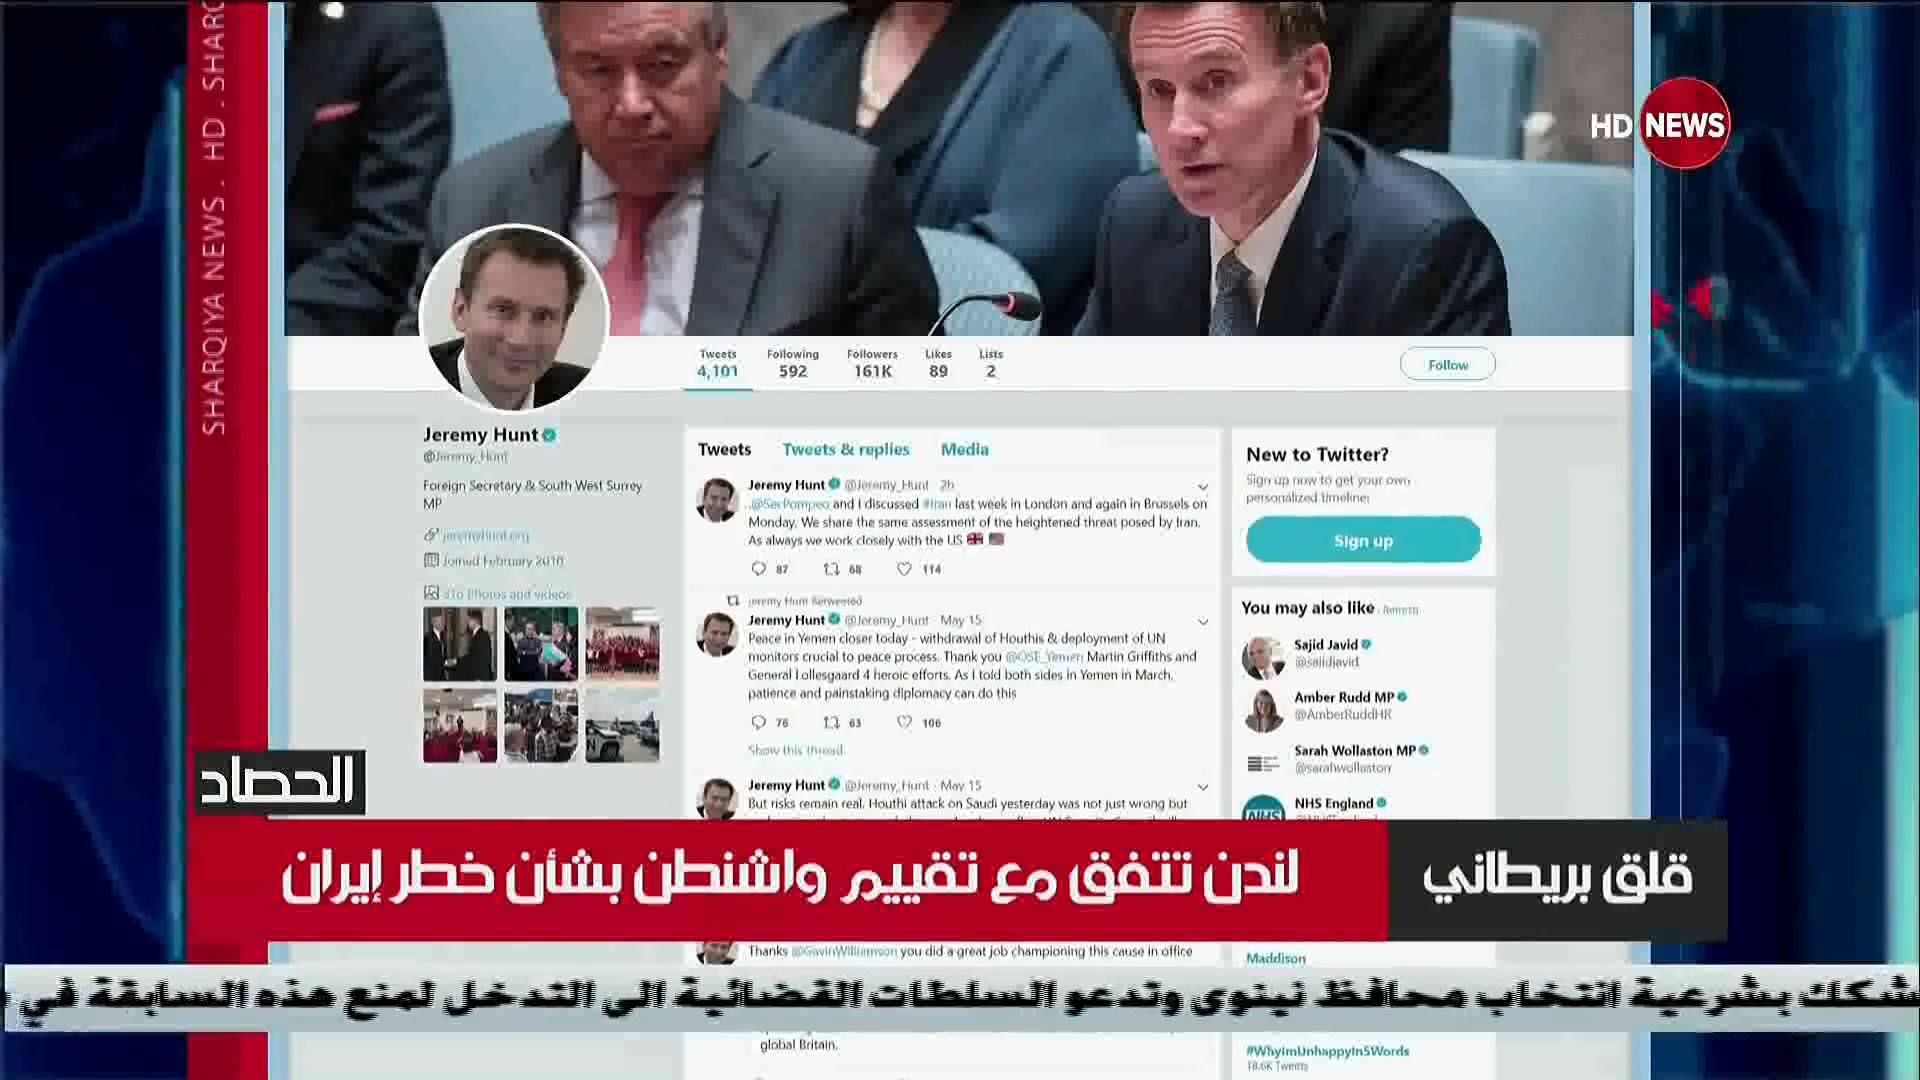 SHARQIYA NEWS . HD . SHARQ
HD NEWS
Tweets
4,101
Following
592
Followers
161K
Likes
89
Lists
2
Follow
Jeremy Hunt
@Jeremy_Hunt
Foreign Secretary & South West Surrey
MP
jeremyhunt.org
Joined February 2010
Photos and videos
Tweets Tweets & replies Media
Jeremy Hunt @Jeremy_Hunt · 2h
.@SecPompeo and I discussed #Iran last week in London and again in Brussels on
Monday. We share the same assessment of the heightened threat posed by Iran.
As always we work closely with the US
87 68 114
Jeremy Hunt Retweeted
Jeremy Hunt @Jeremy_Hunt · May 15
Peace in Yemen closer today - withdrawal of Houthis & deployment of UN
monitors crucial to peace process. Thank you @OSE_Yemen Martin Griffiths and
General Lollesgaard 4 heroic efforts. As I told both sides in Yemen in March,
patience and painstaking diplomacy can do this
76 63 106
Show this thread
Jeremy Hunt @Jeremy_Hunt · May 15
But risks remain real. Houthi attack on Saudi yesterday was not just wrong but
Thanks @GavinWilliamson you did a great job championing this cause in office
global Britain.
New to Twitter?
Sign up now to get your own
personalized timeline!
Sign up
You may also like · Refresh
Sajid Javid
@sajidjavid
Amber Rudd MP
@AmberRuddHR
Sarah Wollaston MP
@sarahwollaston
NHS England
Maddison
#WhyImUnhappyIn5Words
18.6K Tweets
الحصاد
قلق بريطاني
لندن تتفق مع تقييم واشنطن بشأن خطر إيران
بشرعية انتخاب محافظ نينوى وتدعو السلطات القضائية الى التدخل لمنع هذه السابقة في